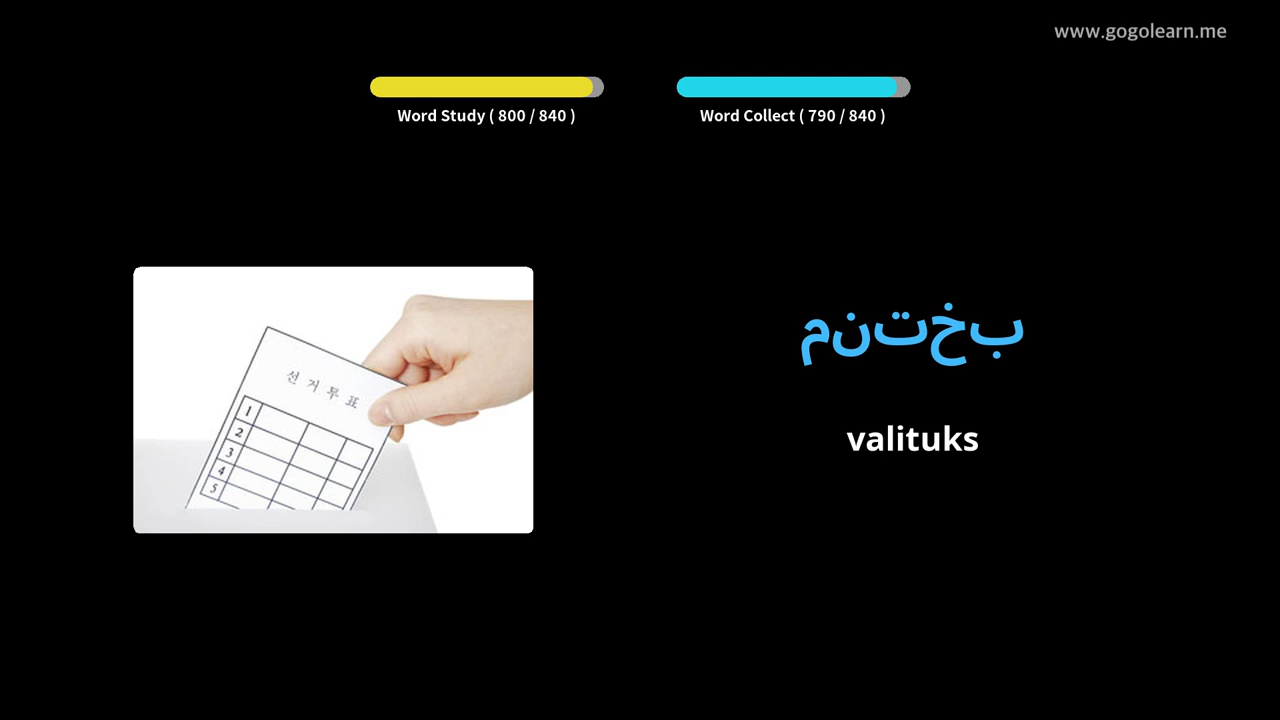 www.gogolearn.me
Word Study ( 800 / 840 )
Word Collect ( 790 / 840 )
선 거 투 표
1
2
3
4
5
بختنم
valituks